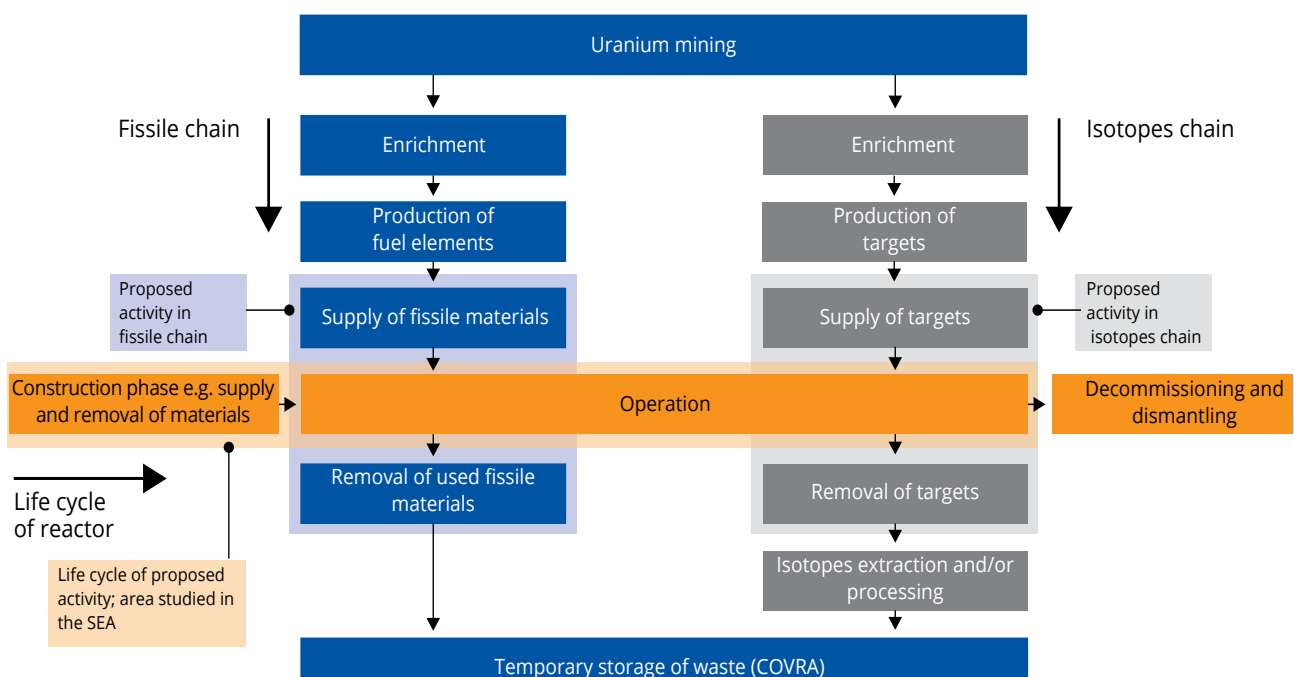 Uranium mining
Fissile chain
Isotopes chain
Enrichment
Enrichment
Production of
fuel elements
Production of
targets
Proposed
activity in
fissile chain
Supply of fissile materials
Supply of targets
Proposed
activity in
isotopes chain
Construction phase e.g. supply
and removal of materials
Operation
Decommissioning and
dismantling
Life cycle
of reactor
Removal of used fissile
materials
Removal of targets
Life cycle of proposed
activity; area studied in
the SEA
Isotopes extraction and/or
processing
Temporary storage of waste (COVRA)